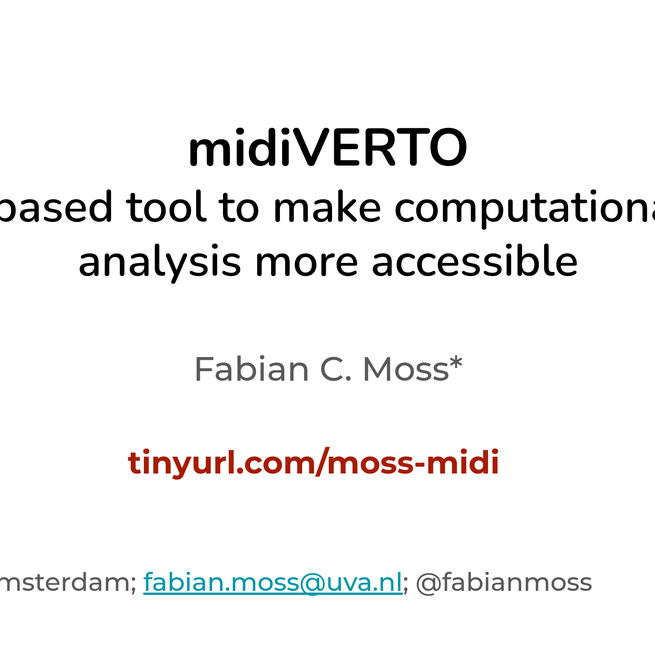 midiVERTO
based tool to make computationa
analysis more accessible
Fabian C. Moss*
tinyurl.com/moss-midi
msterdam; fabian.moss@uva.nl; @fabianmoss